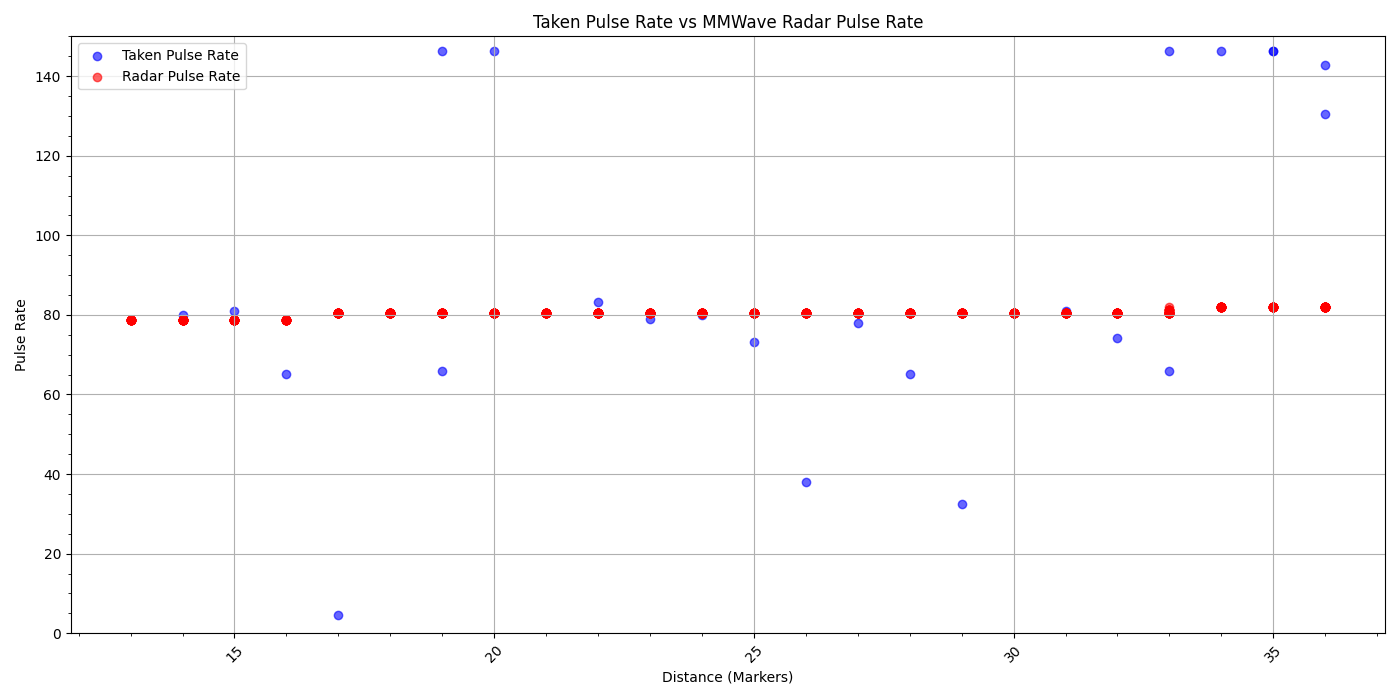 Taken Pulse Rate vs MMWave Radar Pulse Rate
Taken Pulse Rate
Radar Pulse Rate
Pulse Rate
140
120
100
80
60
40
20
0
15
20
25
30
35
Distance (Markers)